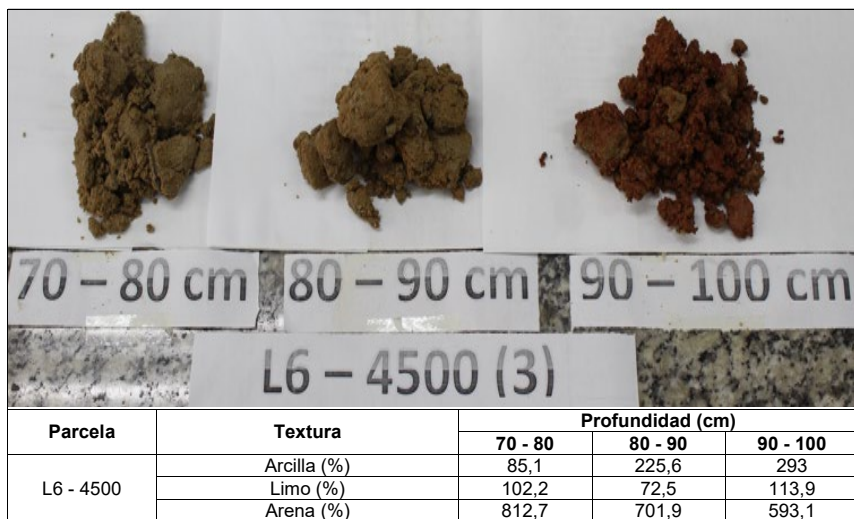 70 – 80 cm 80 – 90 cm 90 – 100 cm
L6 – 4500 (3)
Parcela Textura Profundidad (cm)
70 - 80 80 - 90 90 - 100
L6 - 4500 Arcilla (%) 85,1 225,6 293
Limo (%) 102,2 72,5 113,9
Arena (%) 812,7 701,9 593,1